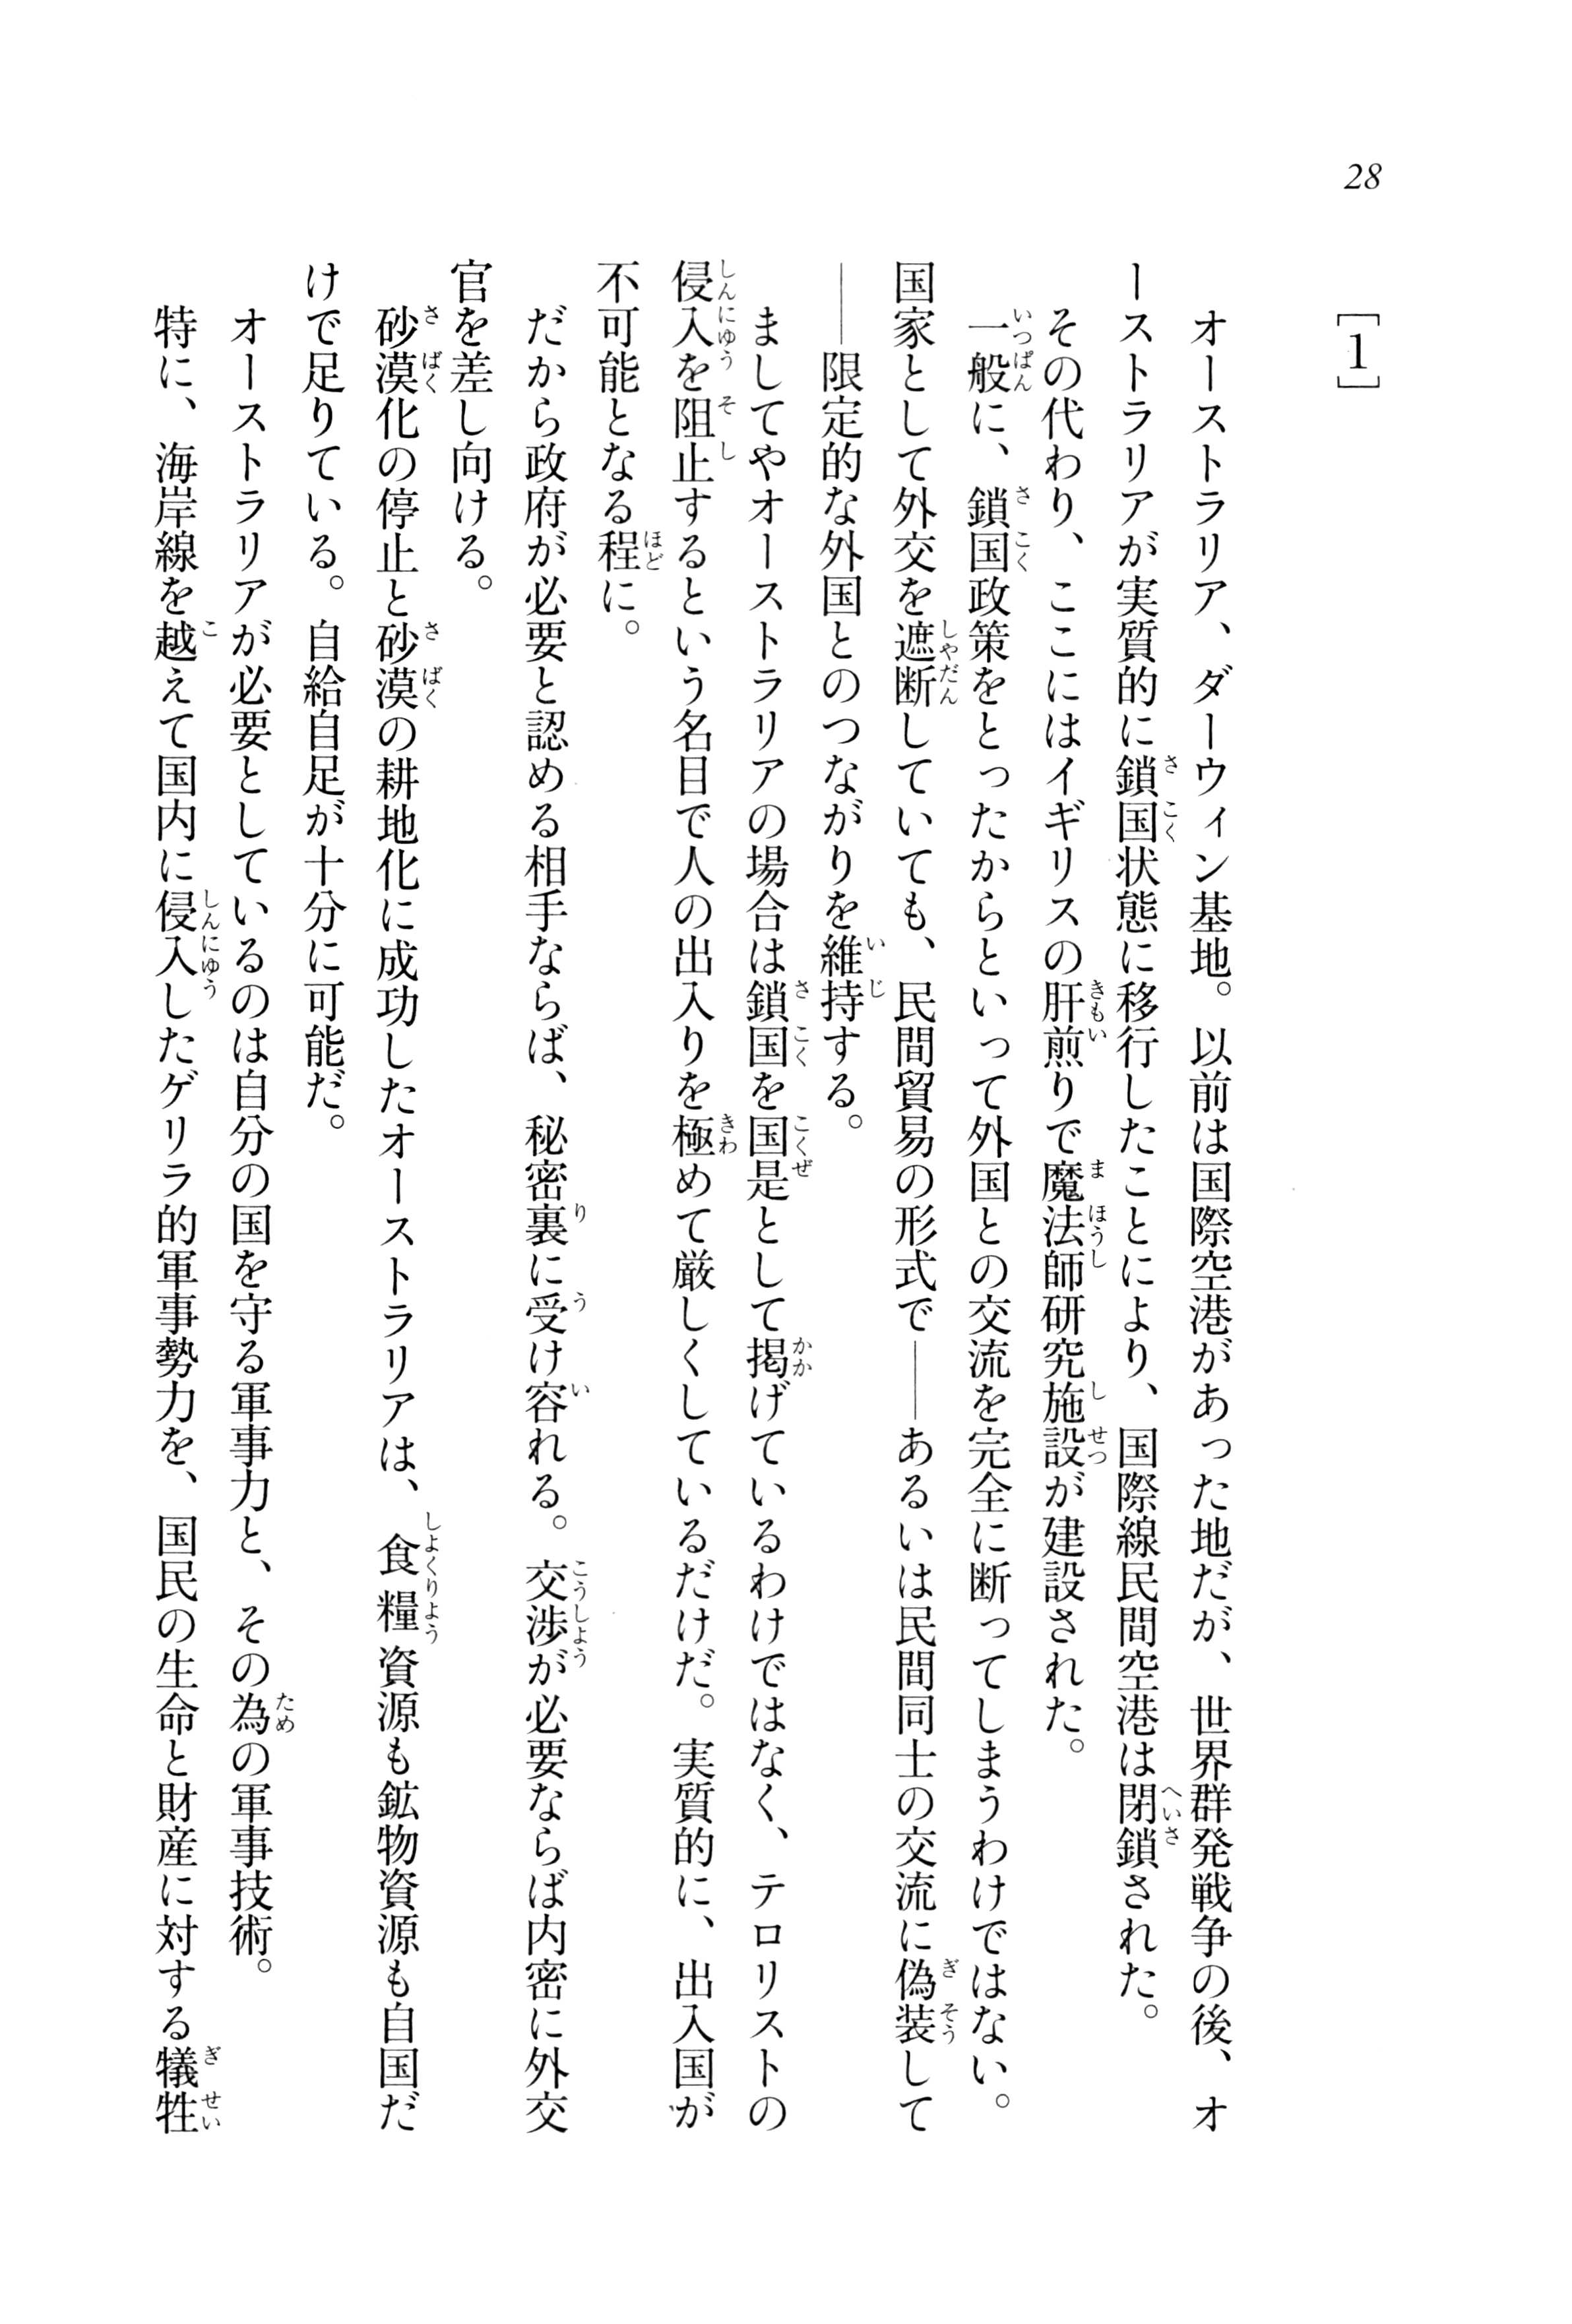 28
［1］
オーストラリア、ダーウィン基地。以前は国際空港があった地だが、世界群発戦争の後、オ
ーストラリアが実質的に鎖国状態に移行したことにより、国際線民間空港は閉鎖された。
その代わり、ここにはイギリスの肝煎りで魔法師研究施設が建設された。
一般に、鎖国政策をとったからといって外国との交流を完全に断ってしまうわけではない。
国家として外交を遮断していても、民間貿易の形式で――あるいは民間同士の交流に偽装して
――限定的な外国とのつながりを維持する。
ましてやオーストラリアの場合は鎖国を国是として掲げているわけではなく、テロリストの
侵入を阻止するという名目で人の出入りを極めて厳しくしているだけだ。実質的に、出入国が
不可能となる程に。
だから政府が必要と認める相手ならば、秘密裏に受け容れる。交渉が必要ならば内密に外交
官を差し向ける。
砂漠化の停止と砂漠の耕地化に成功したオーストラリアは、食糧資源も鉱物資源も自国だ
けで足りている。自給自足が十分に可能だ。
オーストラリアが必要としているのは自分の国を守る軍事力と、その為の軍事技術。
特に、海岸線を越えて国内に侵入したゲリラ的軍事勢力を、国民の生命と財産に対する犠牲